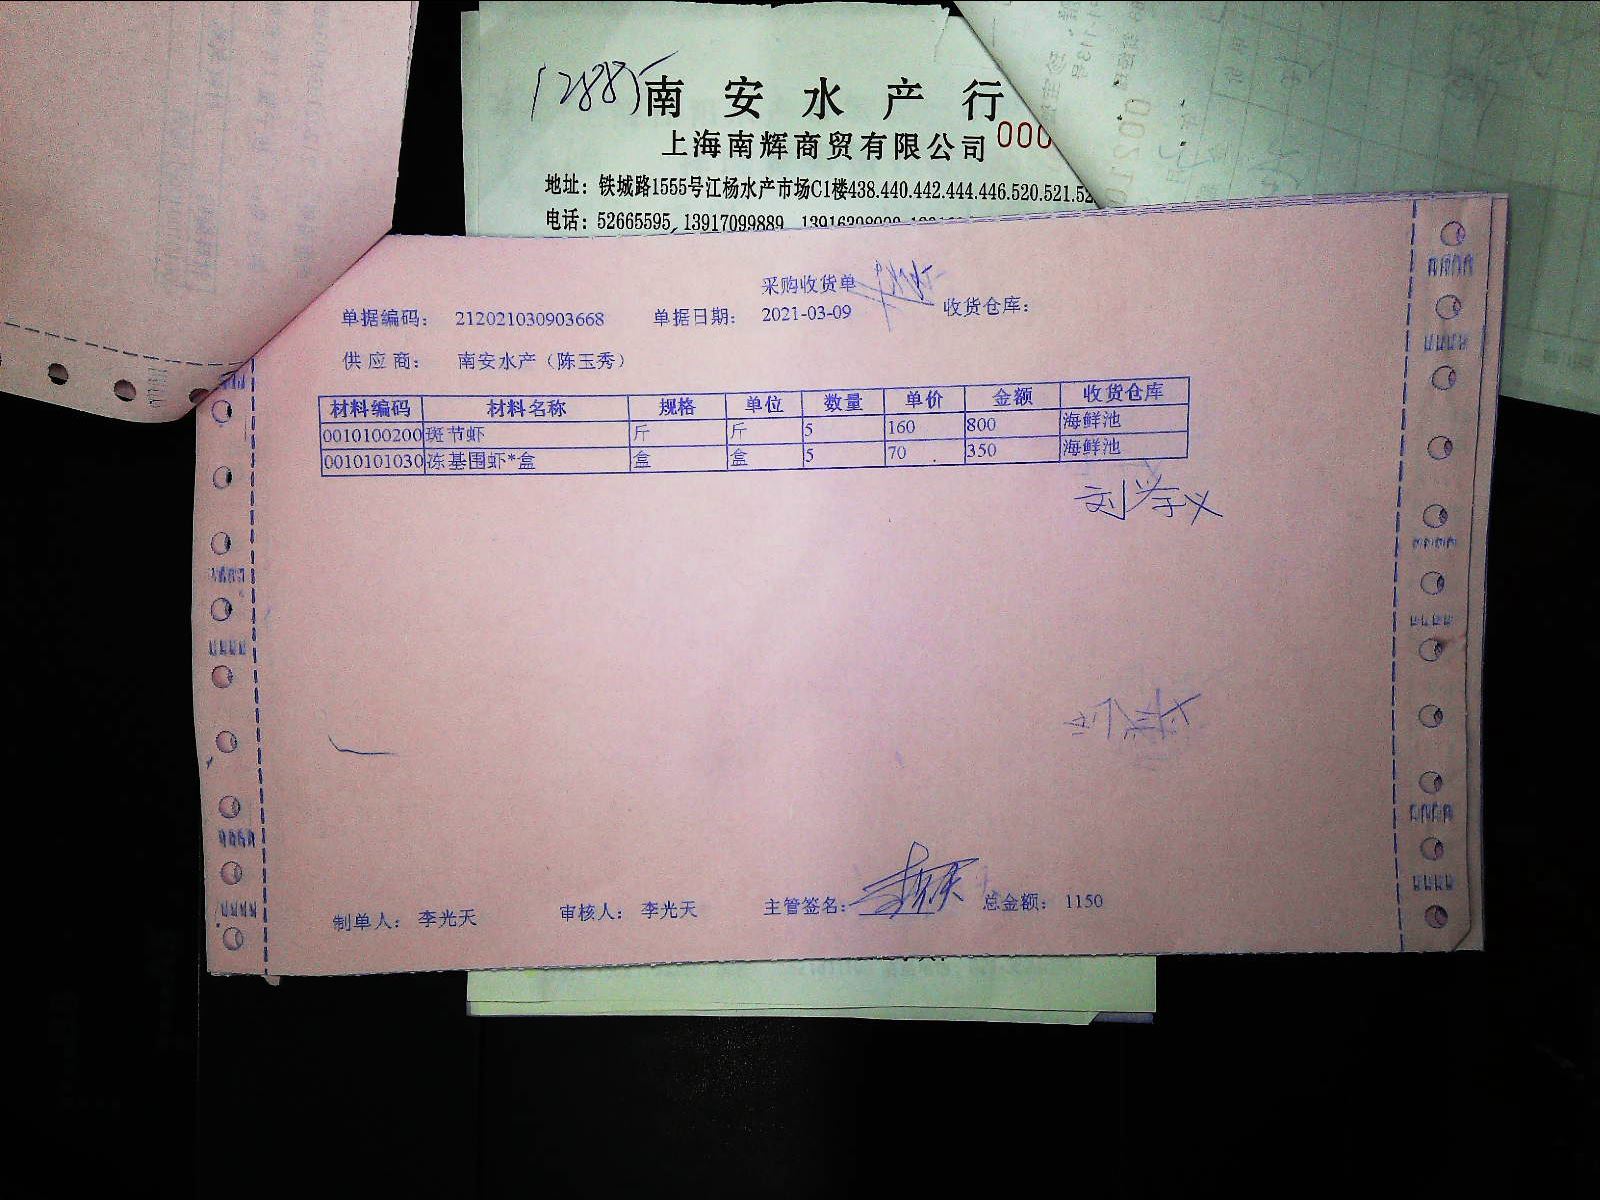 12885
南安水产行
上海南辉商贸有限公司 000
地址：铁城路1555号江杨水产市场C1楼438.440.442.444.446.520.521.52
电话：52665595, 13917099889
采购收货单
单据编码： 212021030903668 单据日期： 2021-03-09 收货仓库：
供应商： 南安水产（陈玉秀）
材料编码 材料名称 规格 单位 数量 单价 金额 收货仓库
0010100200 斑节虾 斤 斤 5 160 800 海鲜池
0010101030 冻基围虾*盒 盒 盒 5 70 350 海鲜池
制单人： 李光天 审核人： 李光天 主管签名： 总金额： 1150